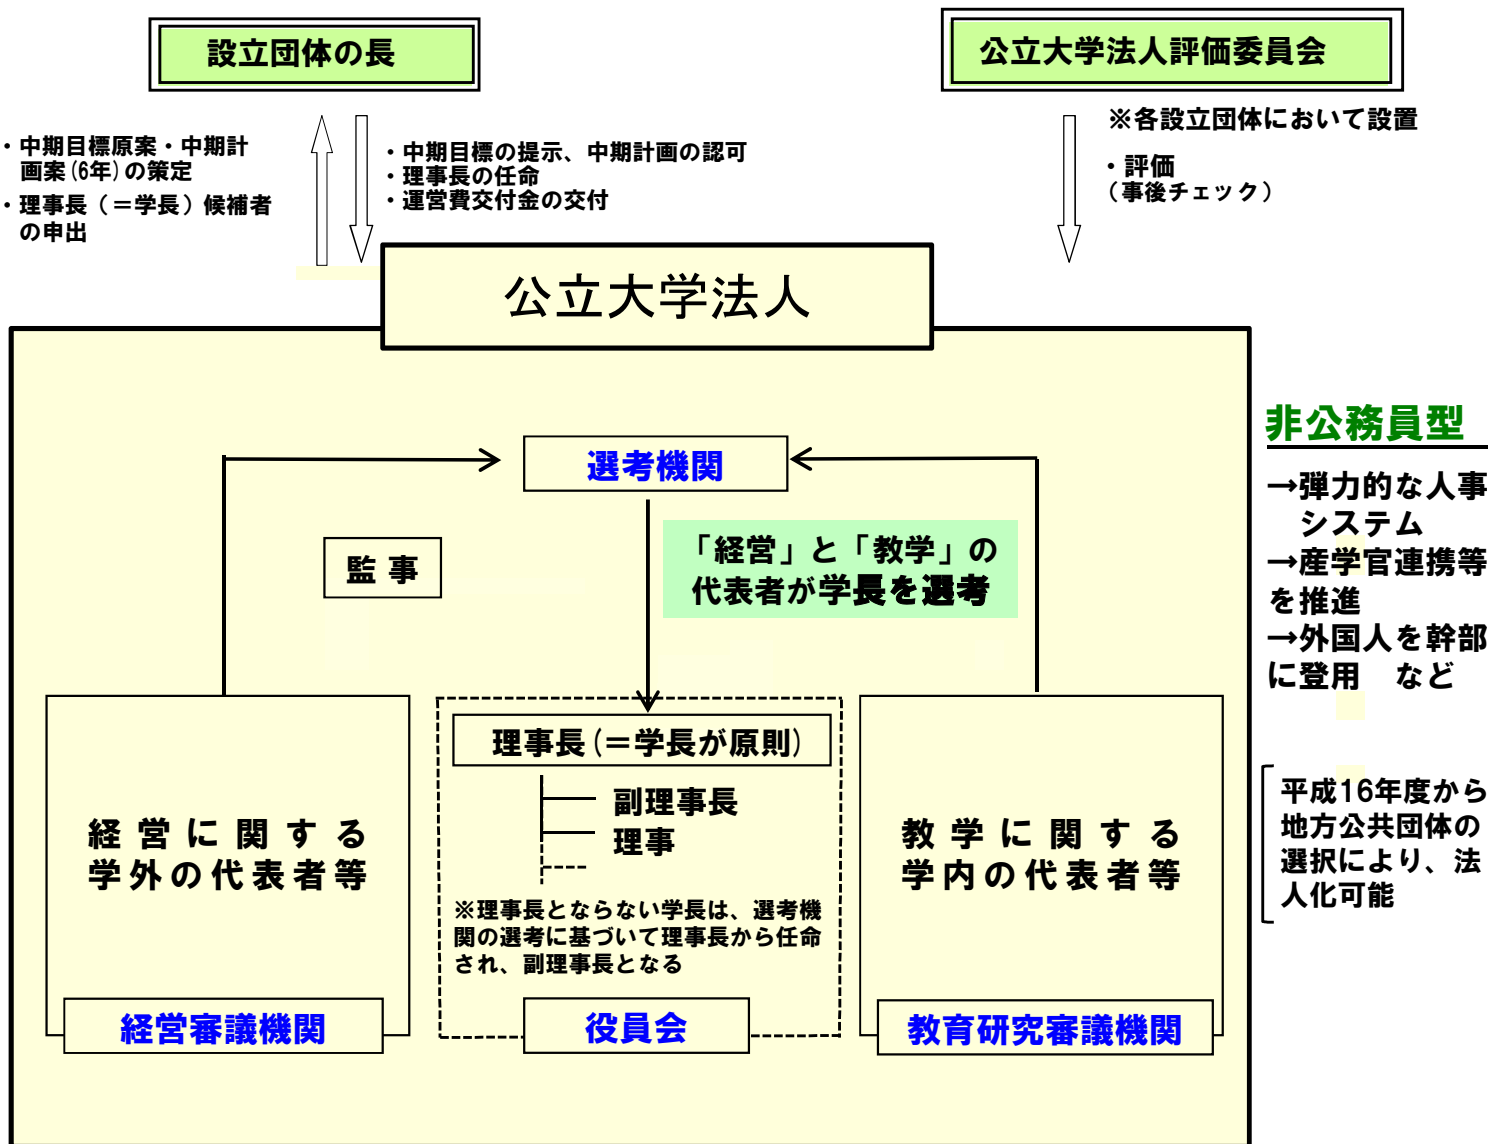 設立団体の長
公立大学法人評価委員会
・中期目標原案・中期計
画案(6年)の策定
・理事長（＝学長）候補者
の申出
・中期目標の提示、中期計画の認可
・理事長の任命
・運営費交付金の交付
※各設立団体において設置
・評価
（事後チェック）
公立大学法人
選考機関
監 事
「経営」と「教学」の
代表者が学長を選考
経 営 に 関 す る
学外の代表者等
経営審議機関
理事長(＝学長が原則)
副理事長
理事
※理事長とならない学長は、選考機
関の選考に基づいて理事長から任命
され、副理事長となる
役員会
教 学 に 関 す る
学内の代表者等
教育研究審議機関
非公務員型
→弾力的な人事
システム
→産学官連携等
を推進
→外国人を幹部
に登用　など
平成16年度から
地方公共団体の
選択により、法
人化可能